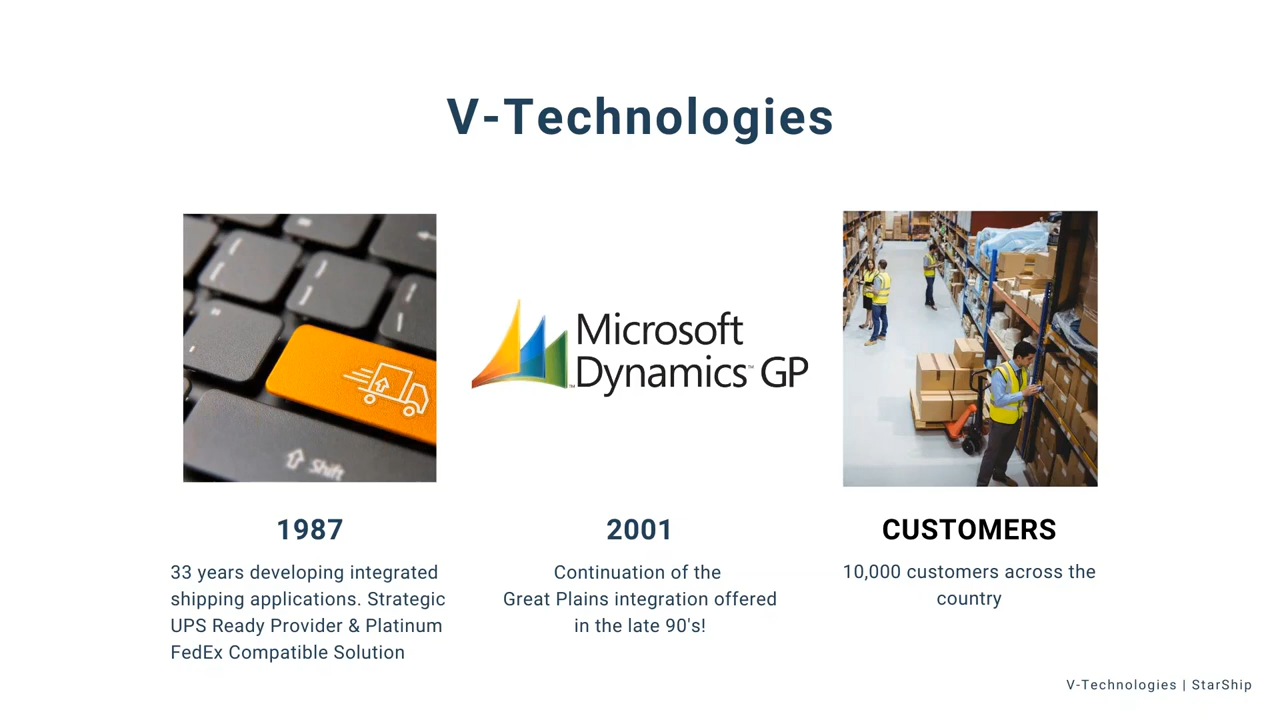 V-Technologies
Shift
Microsoft
Dynamics™ GP
1987
33 years developing integrated
shipping applications. Strategic
UPS Ready Provider & Platinum
FedEx Compatible Solution
2001
Continuation of the
Great Plains integration offered
in the late 90's!
CUSTOMERS
10,000 customers across the
country
V-Technologies | StarShip